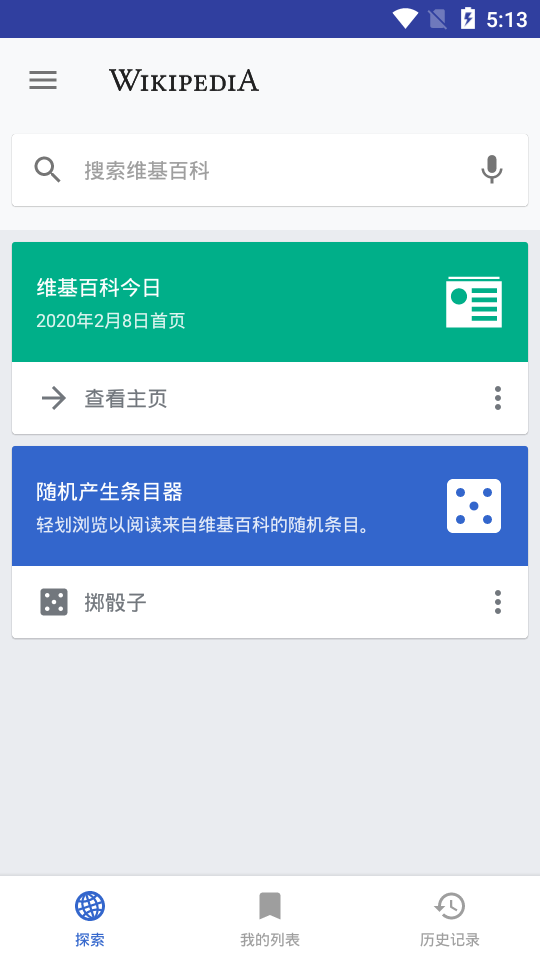 5:13
WIKIPEDIA
搜索维基百科
维基百科今日
2020年2月8日首页
查看主页
随机产生条目器
轻划浏览以阅读来自维基百科的随机条目。
掷骰子
探索
我的列表
历史记录